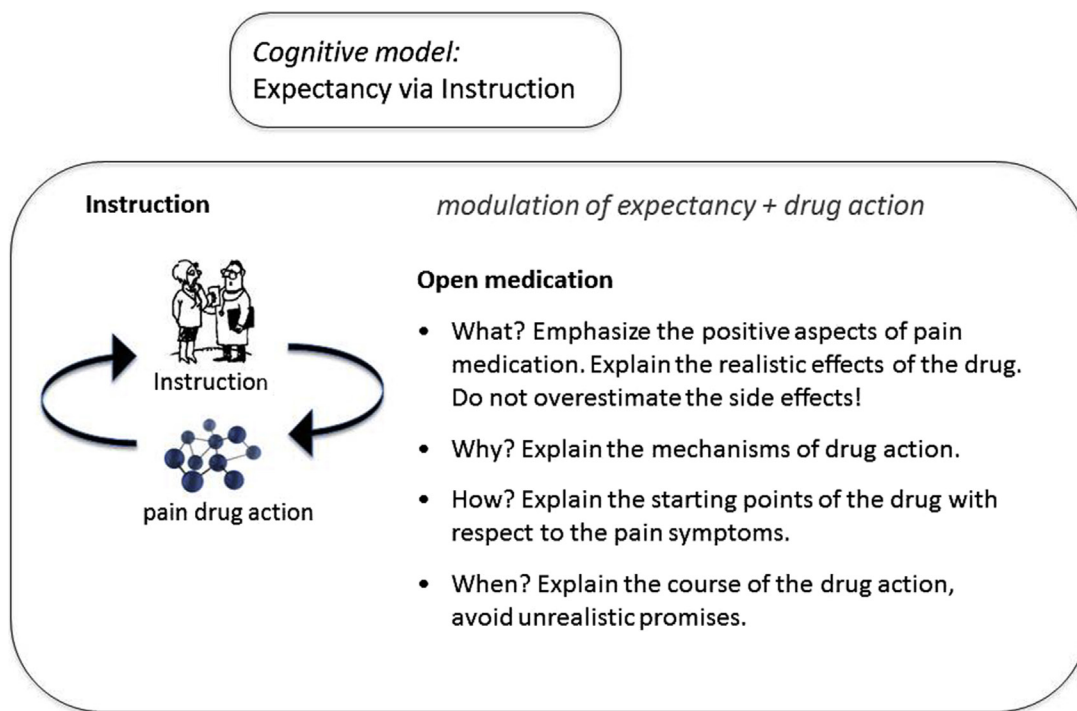 Cognitive model:
Expectancy via Instruction
Instruction
modulation of expectancy + drug action
Instruction
pain drug action
Open medication
• What? Emphasize the positive aspects of pain
medication. Explain the realistic effects of the drug.
Do not overestimate the side effects!
• Why? Explain the mechanisms of drug action.
• How? Explain the starting points of the drug with
respect to the pain symptoms.
• When? Explain the course of the drug action,
avoid unrealistic promises.